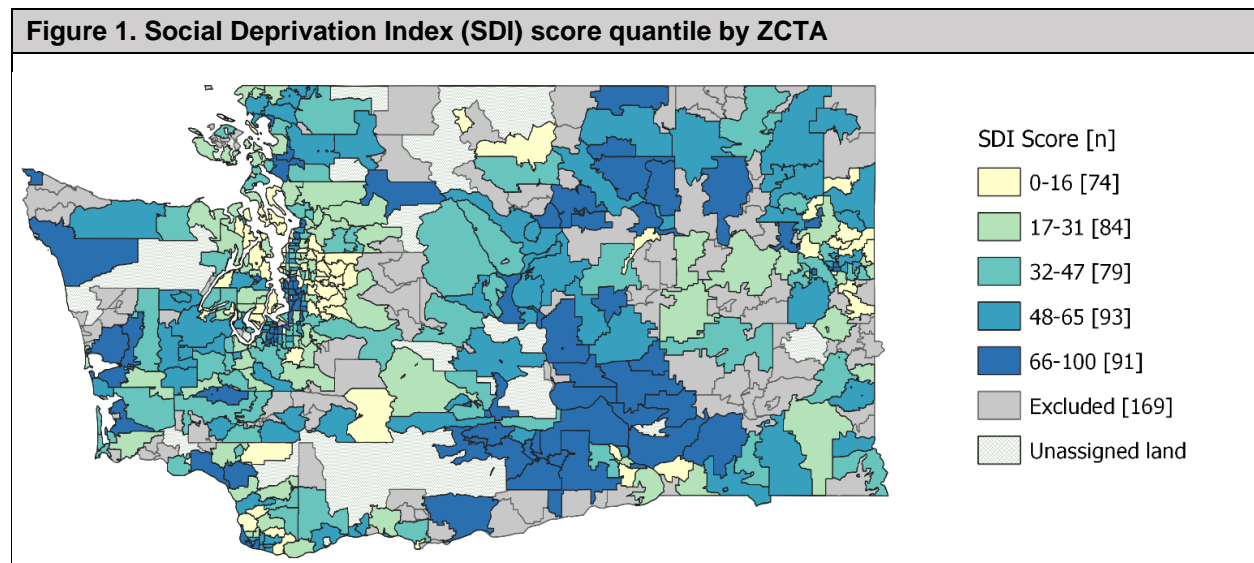 Figure 1. Social Deprivation Index (SDI) score quantile by ZCTA
SDI Score [n]
0-16 [74]
17-31 [84]
32-47 [79]
48-65 [93]
66-100 [91]
Excluded [169]
Unassigned land